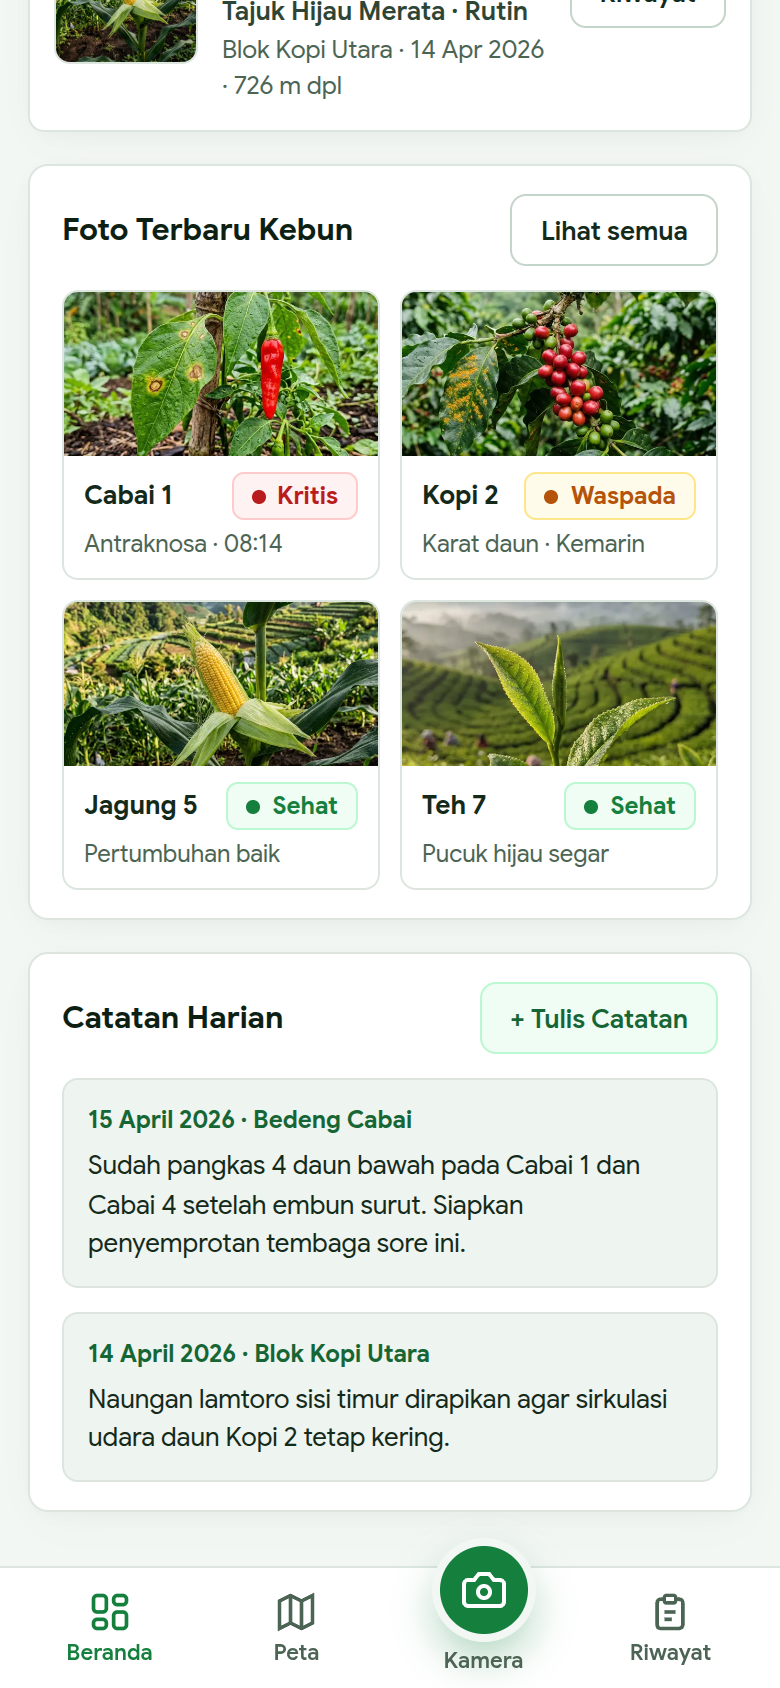 Tajuk Hijau Merata · Rutin
Blok Kopi Utara · 14 Apr 2026
· 726 m dpl
Foto Terbaru Kebun
Lihat semua
Cabai 1
Kritis
Antraknosa · 08:14
Kopi 2
Waspada
Karat daun · Kemarin
Jagung 5
Sehat
Pertumbuhan baik
Teh 7
Sehat
Pucuk hijau segar
Catatan Harian
+ Tulis Catatan
15 April 2026 · Bedeng Cabai
Sudah pangkas 4 daun bawah pada Cabai 1 dan
Cabai 4 setelah embun surut. Siapkan
penyemprotan tembaga sore ini.
14 April 2026 · Blok Kopi Utara
Naungan lamtoro sisi timur dirapikan agar sirkulasi
udara daun Kopi 2 tetap kering.
Beranda
Peta
Kamera
Riwayat